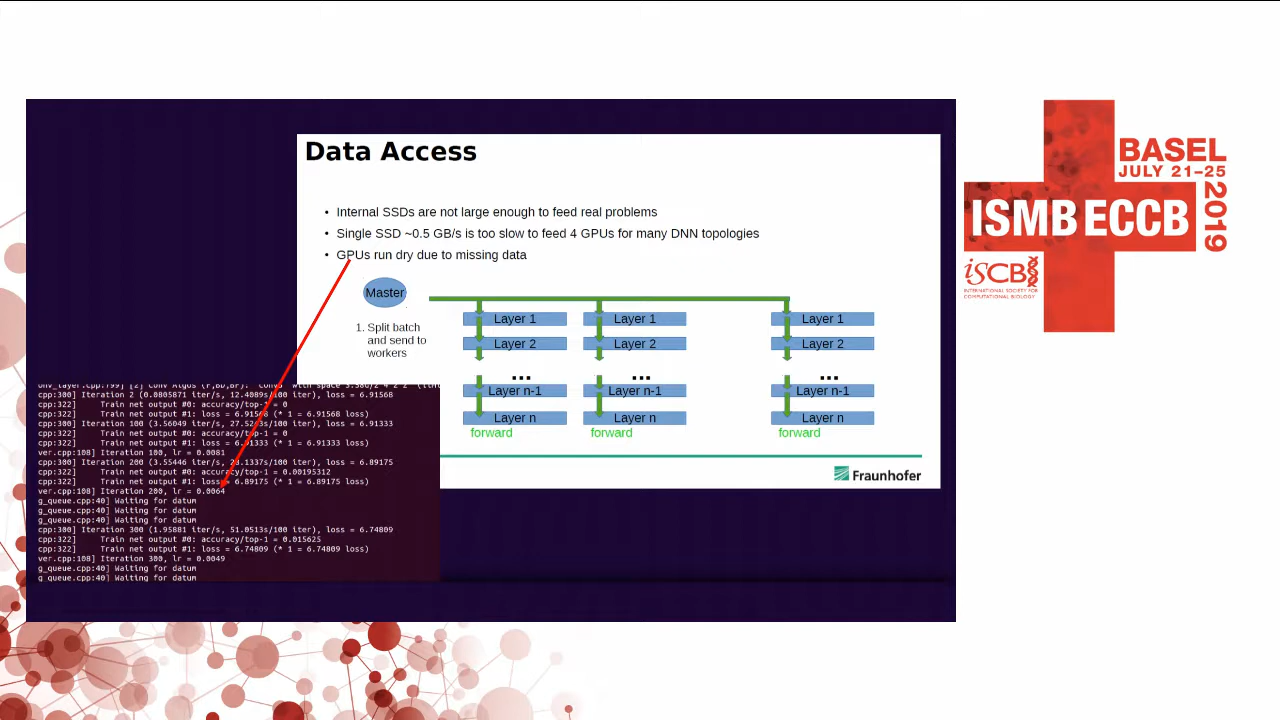 Data Access
• Internal SSDs are not large enough to feed real problems
• Single SSD ~0.5 GB/s is too slow to feed 4 GPUs for many DNN topologies
• GPUs run dry due to missing data
Master
1. Split batch
and send to
workers
Layer 1 Layer 1 Layer 1
Layer 2 Layer 2 Layer 2
... ... ...
Layer n-1 Layer n-1 Layer n-1
Layer n Layer n Layer n
forward forward forward
Fraunhofer
cpp:300] Iteration 2 (0.0805871 iter/s, 12.4089s/100 iter), loss = 6.91568
cpp:322] Train net output #0: accuracy/top-1 = 0
cpp:322] Train net output #1: loss = 6.91568 (* 1 = 6.91568 loss)
cpp:300] Iteration 100 (3.56049 iter/s, iter), loss = 6.91333
cpp:322] Train net output #0: accuracy/top-1 = 0
cpp:322] Train net output #1: loss = 6.91333 (* 1 = 6.91333 loss)
ver.cpp:108] Iteration 100, lr = 0.0081
cpp:300] Iteration 200 (3.55446 iter/s, iter), loss = 6.89175
cpp:322] Train net output #0: accuracy/top-1 = 0.00195312
cpp:322] Train net output #1: loss = 6.89175 (* 1 = 6.89175 loss)
ver.cpp:108] Iteration 200, lr = 0.0064
g_queue.cpp:40] Waiting for datum
g_queue.cpp:40] Waiting for datum
g_queue.cpp:40] Waiting for datum
cpp:300] Iteration 300 (1.95881 iter/s, 51.0513s/100 iter), loss = 6.74809
cpp:322] Train net output #0: accuracy/top-1 = 0.015625
cpp:322] Train net output #1: loss = 6.74809 (* 1 = 6.74809 loss)
ver.cpp:108] Iteration 300, lr = 0.0049
g_queue.cpp:40] Waiting for datum
g_queue.cpp:40] Waiting for datum
BASEL
JULY 21–25
2019
ISMB ECCB
iSCB
INTERNATIONAL SOCIETY FOR
COMPUTATIONAL BIOLOGY